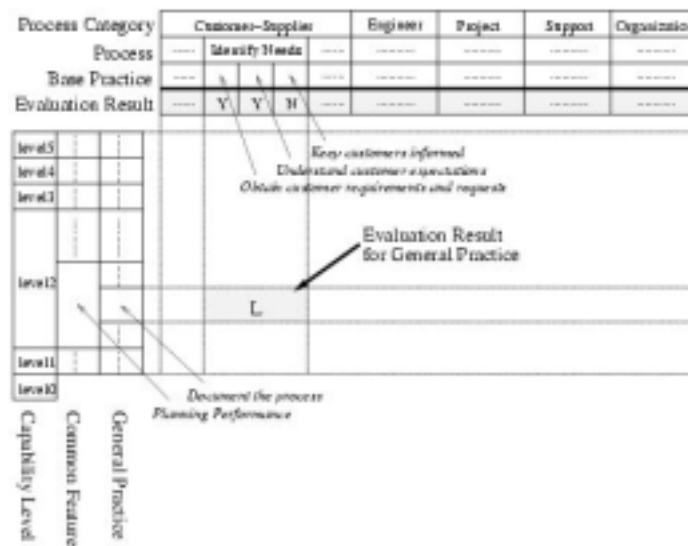 Process Category Customer-Supplier Engineer Project Support Organization
Process Identify Needs
Base Practice
Evaluation Result Y Y N
Keep customers informed
Understand customer expectations
Obtain customer requirements and requests
level5
level4
level3
level2
level1
level0
Evaluation Result
for General Practice
L
Document the process
Planning Performance
Capability Level
Common Feature
General Practice